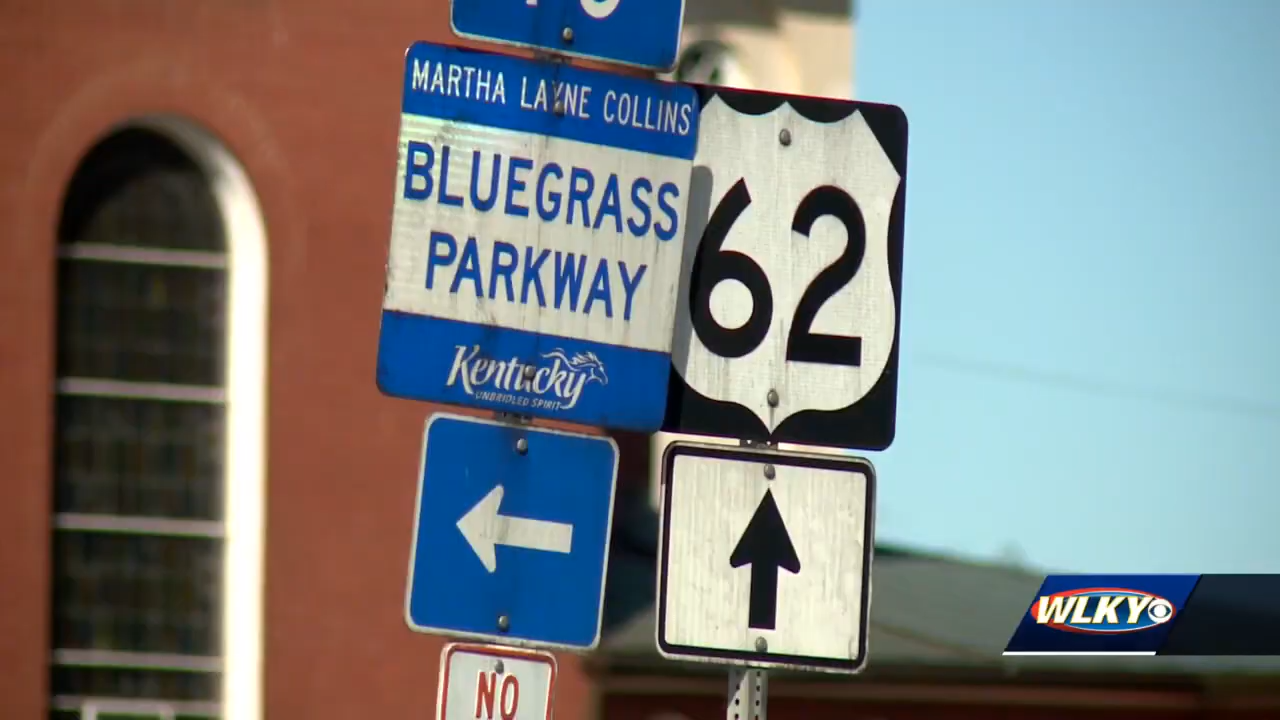 MARTHA LAYNE COLLINS
BLUEGRASS
PARKWAY
Kentucky
UNBRIDLED SPIRIT
62
NO
WLKY